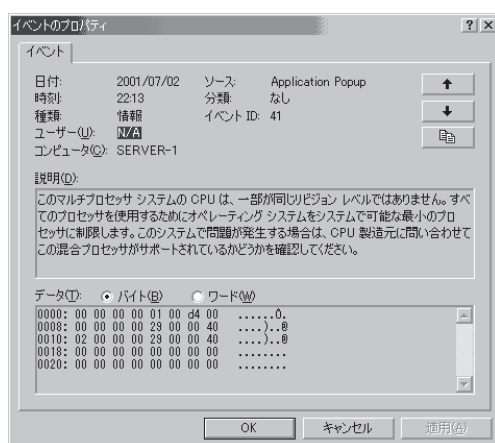 イベントのプロパティ
イベント
日付: 2001/07/02 ソース: Application Popup
時刻: 22:13 分類: なし
種類: 情報 イベント ID: 41
ユーザー(U): N/A
コンピュータ(C): SERVER-1
説明(D):
このマルチプロセッサ システムの CPU は、一部が同じリビジョン レベルではありません。すべ
てのプロセッサを使用するためにオペレーティング システムをシステムで可能な最小のプロ
セッサに制限します。このシステムで問題が発生する場合は、CPU 製造元に問い合わせて
この混合プロセッサがサポートされているかどうかを確認してください。
データ(T): バイト(B) ワード(W)
0000: 00 00 00 00 01 00 d4 00 ......Ô.
0008: 00 00 00 00 29 00 00 40 ....)..@
0010: 02 00 00 00 29 00 00 40 ....)..@
0018: 00 00 00 00 00 00 00 00 ........
0020: 00 00 00 00 00 00 00 00 ........
OK キャンセル 適用(A)